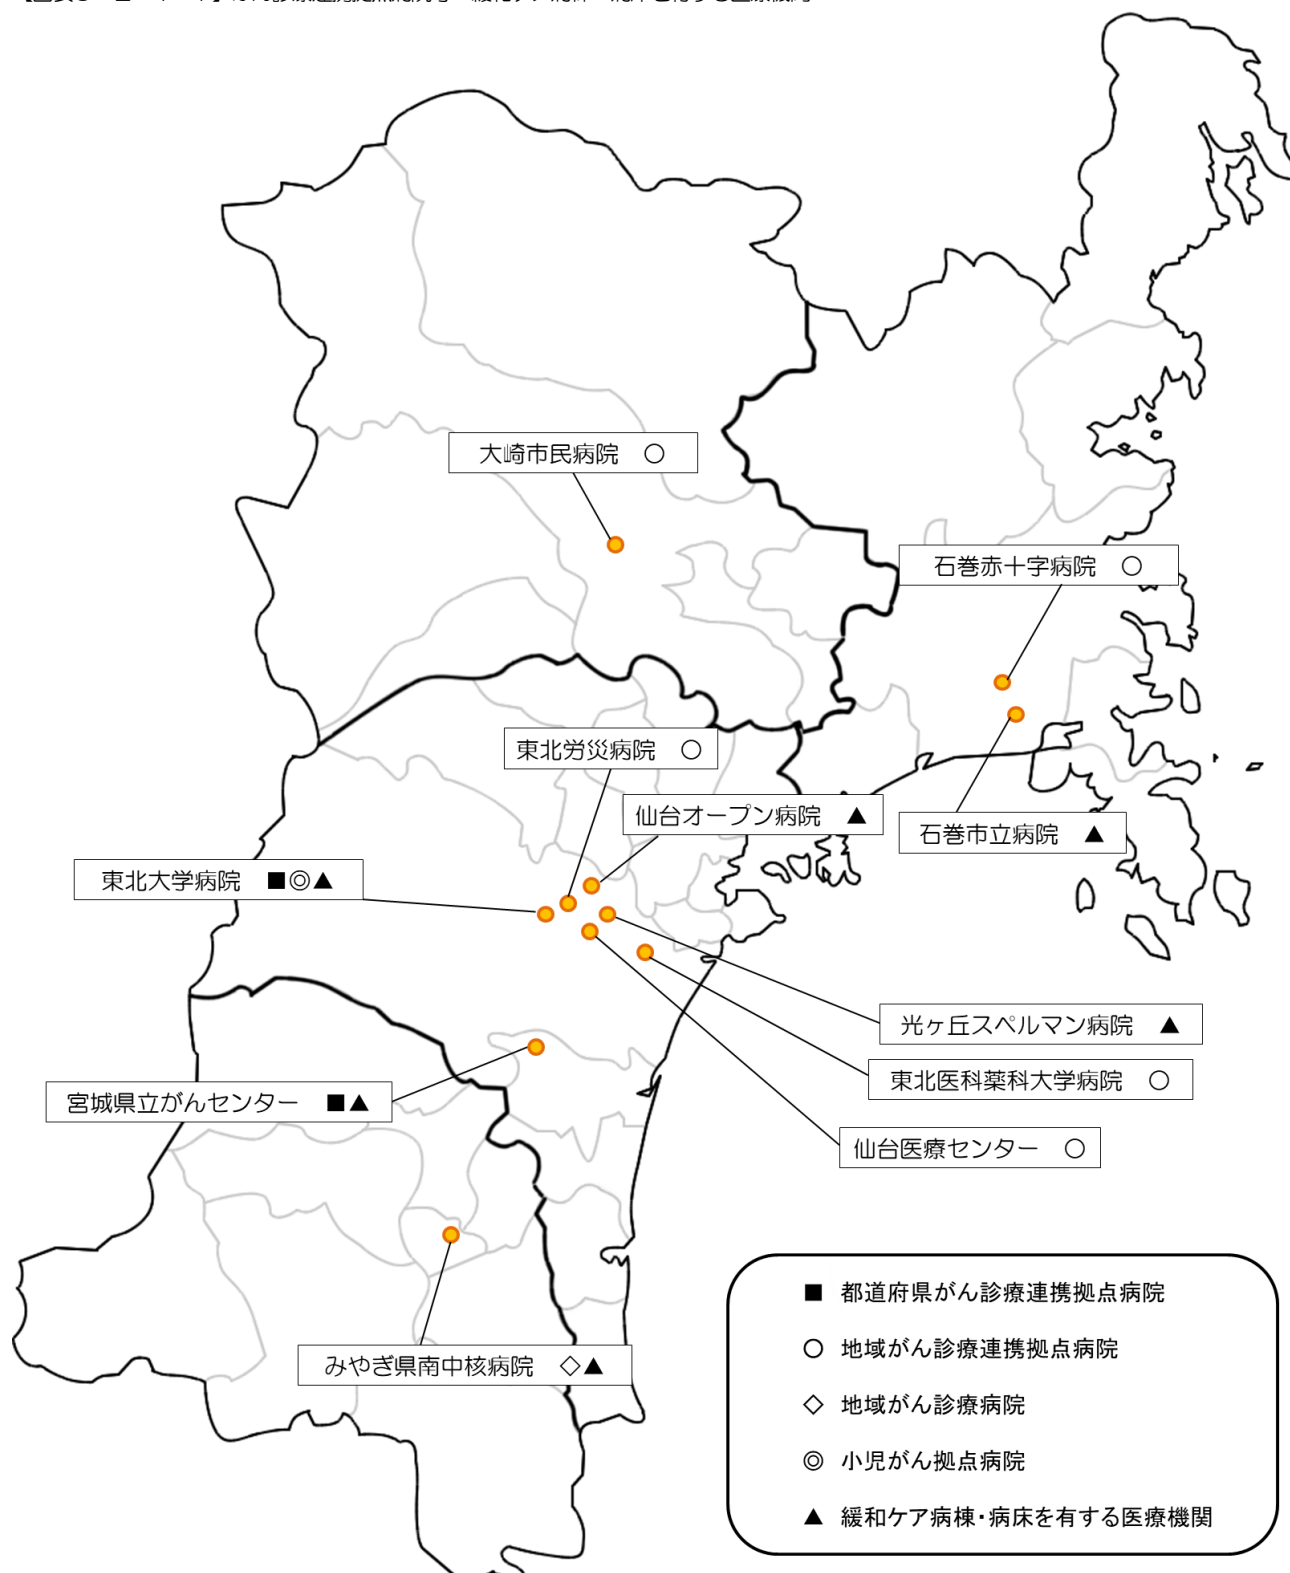 大崎市民病院 ○
石巻赤十字病院 ○
東北労災病院 ○
仙台オープン病院 ▲
石巻市立病院 ▲
東北大学病院 ■◎▲
光ヶ丘スペルマン病院 ▲
東北医科薬科大学病院 ○
宮城県立がんセンター ■▲
仙台医療センター ○
みやぎ県南中核病院 ◇▲
■ 都道府県がん診療連携拠点病院
○ 地域がん診療連携拠点病院
◇ 地域がん診療病院
◎ 小児がん拠点病院
▲ 緩和ケア病棟・病床を有する医療機関